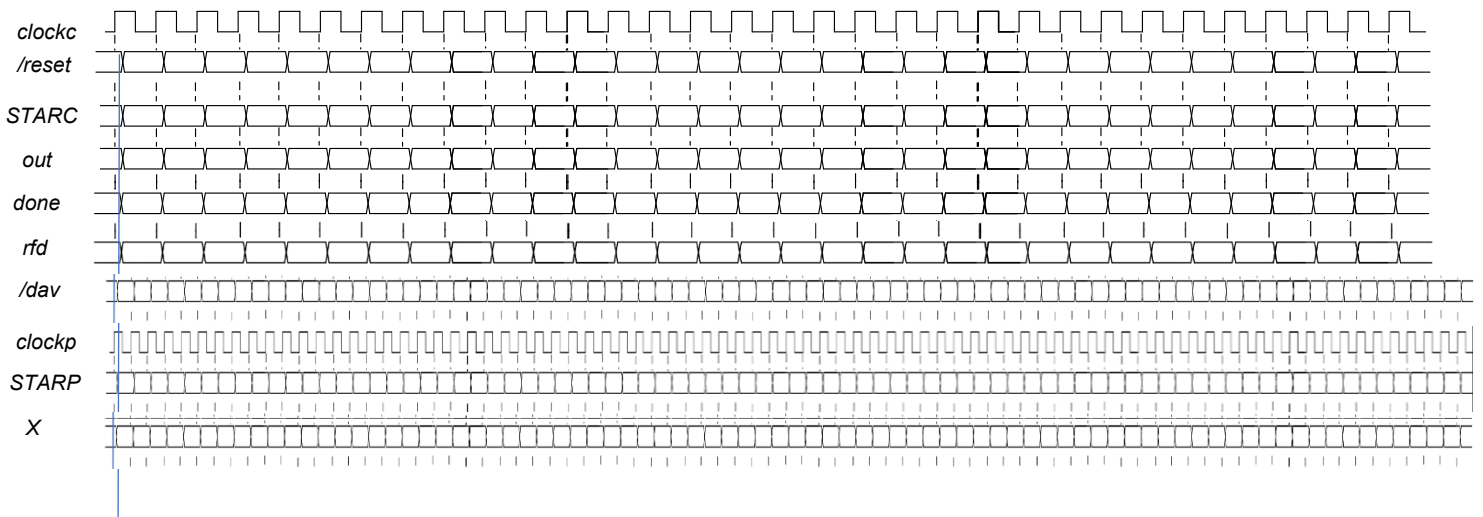 clockc
/reset
STARC
out
done
rfd
/dav
clockp
STARP
X